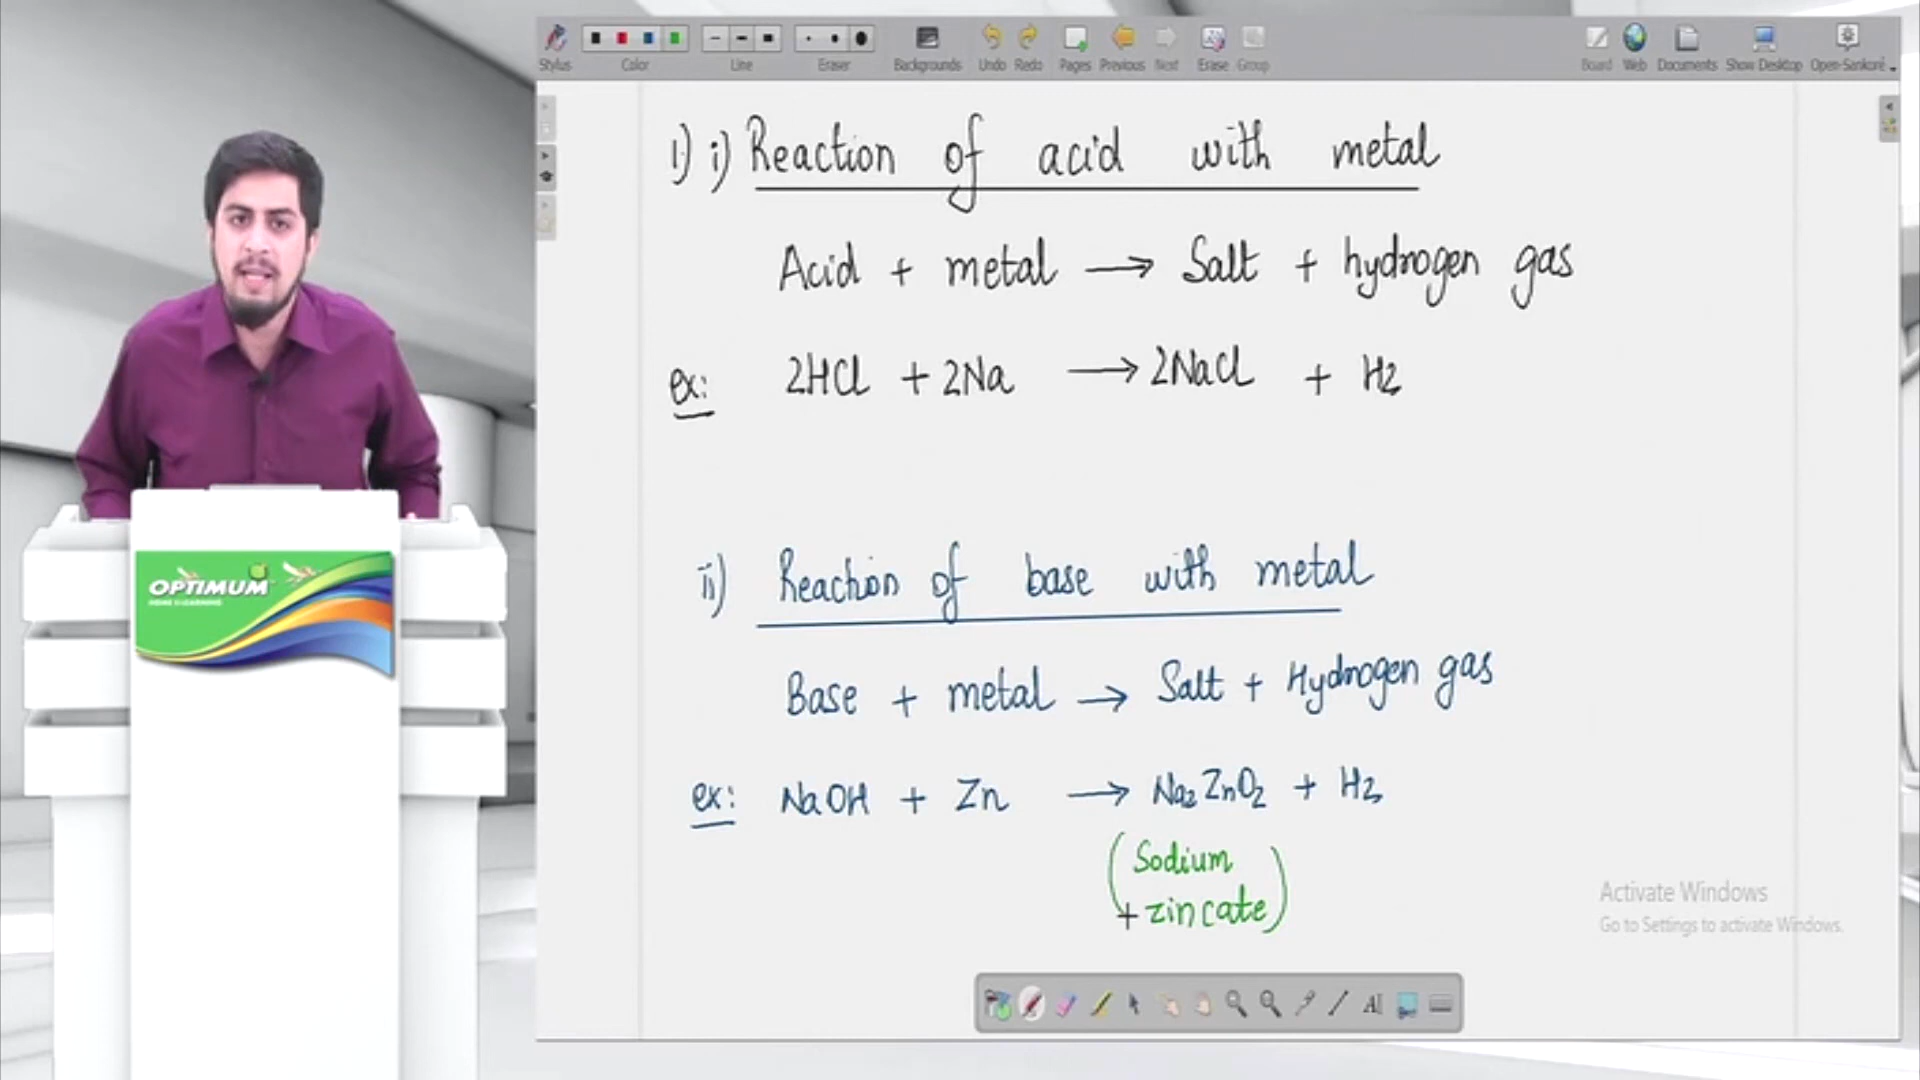 Stylus Color Line Eraser Backgrounds Undo Redo Pages Previous Next Erase Group Board Web Documents Show Desktop Open-Sankoré
1) i) Reaction of acid with metal
Acid + metal → Salt + hydrogen gas
ex: 2HCl + 2Na → 2NaCl + H2
ii) Reaction of base with metal
Base + metal → Salt + Hydrogen gas
ex: NaOH + Zn → Na2ZnO2 + H2
(Sodium
zincate)
OPTIMUM
HOME E-LEARNING
Activate Windows
Go to Settings to activate Windows.